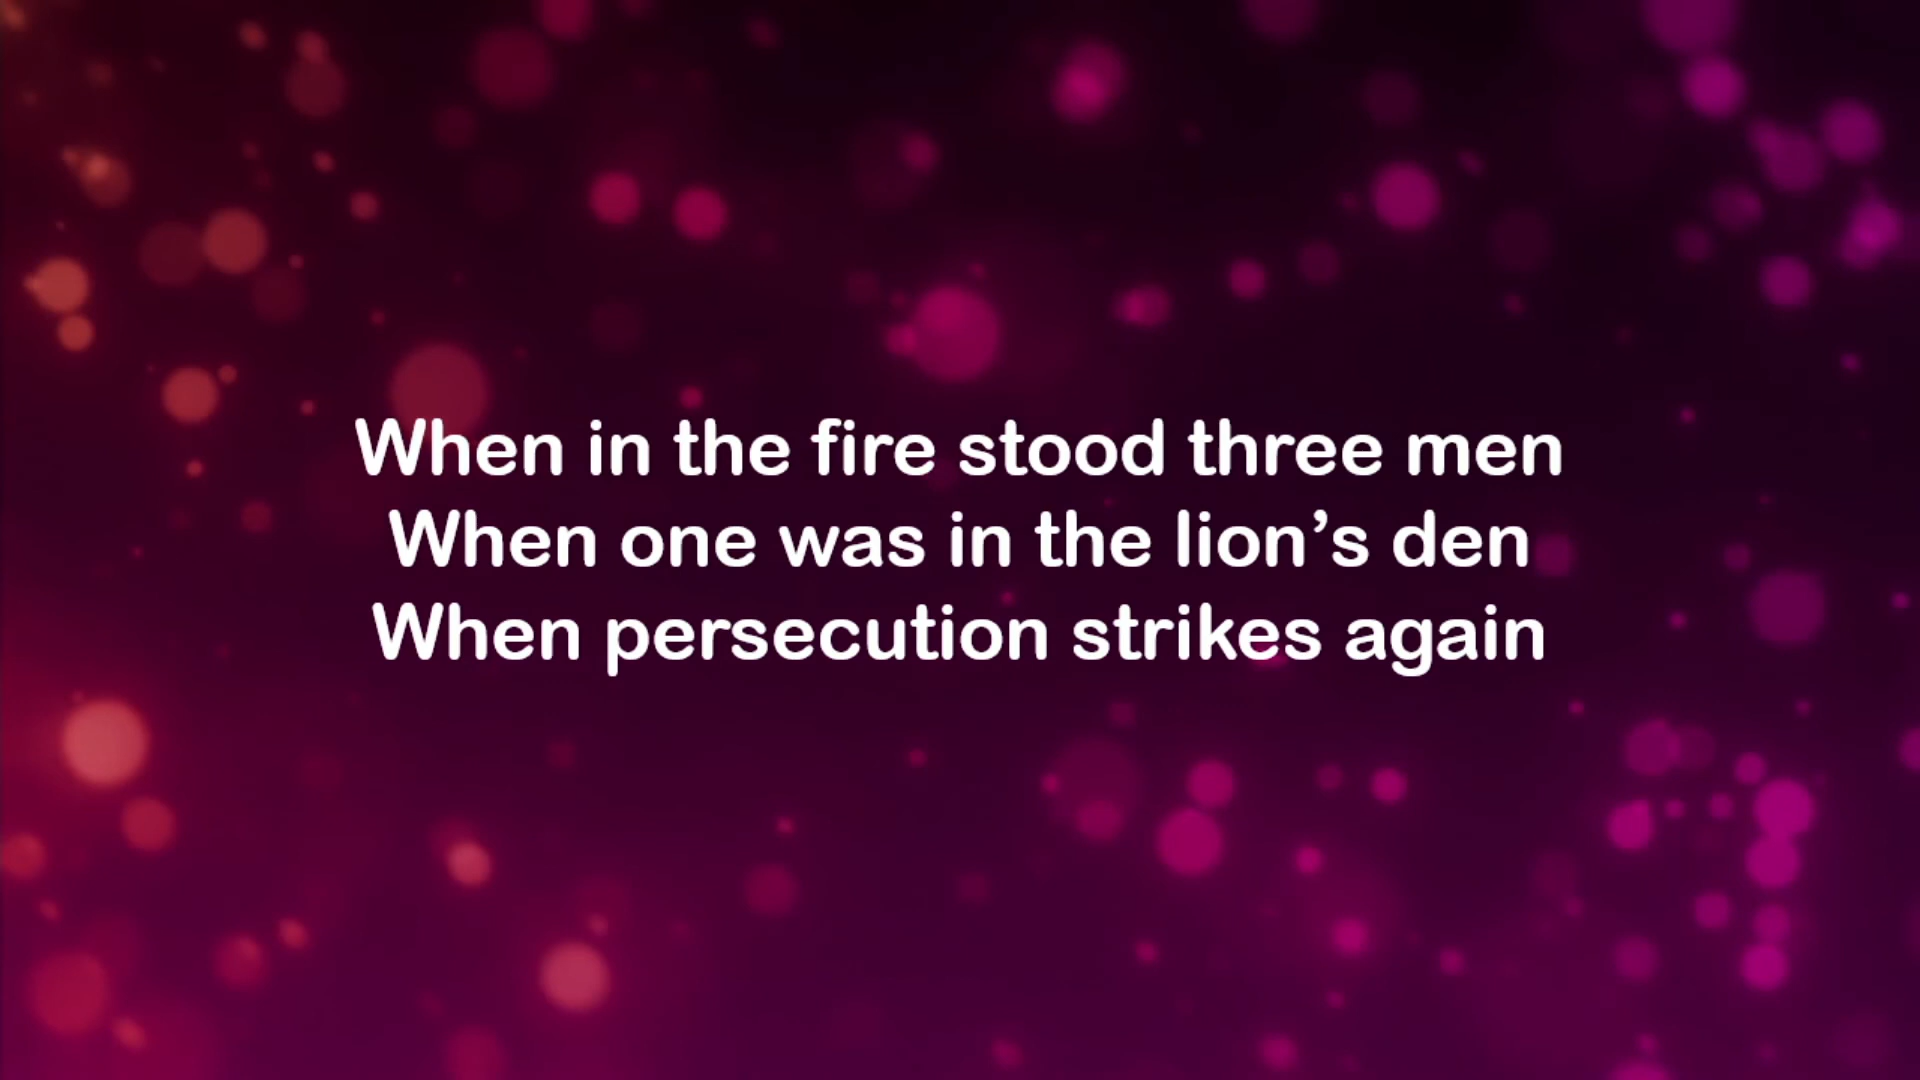 When in the fire stood three men
When one was in the lion’s den
When persecution strikes again